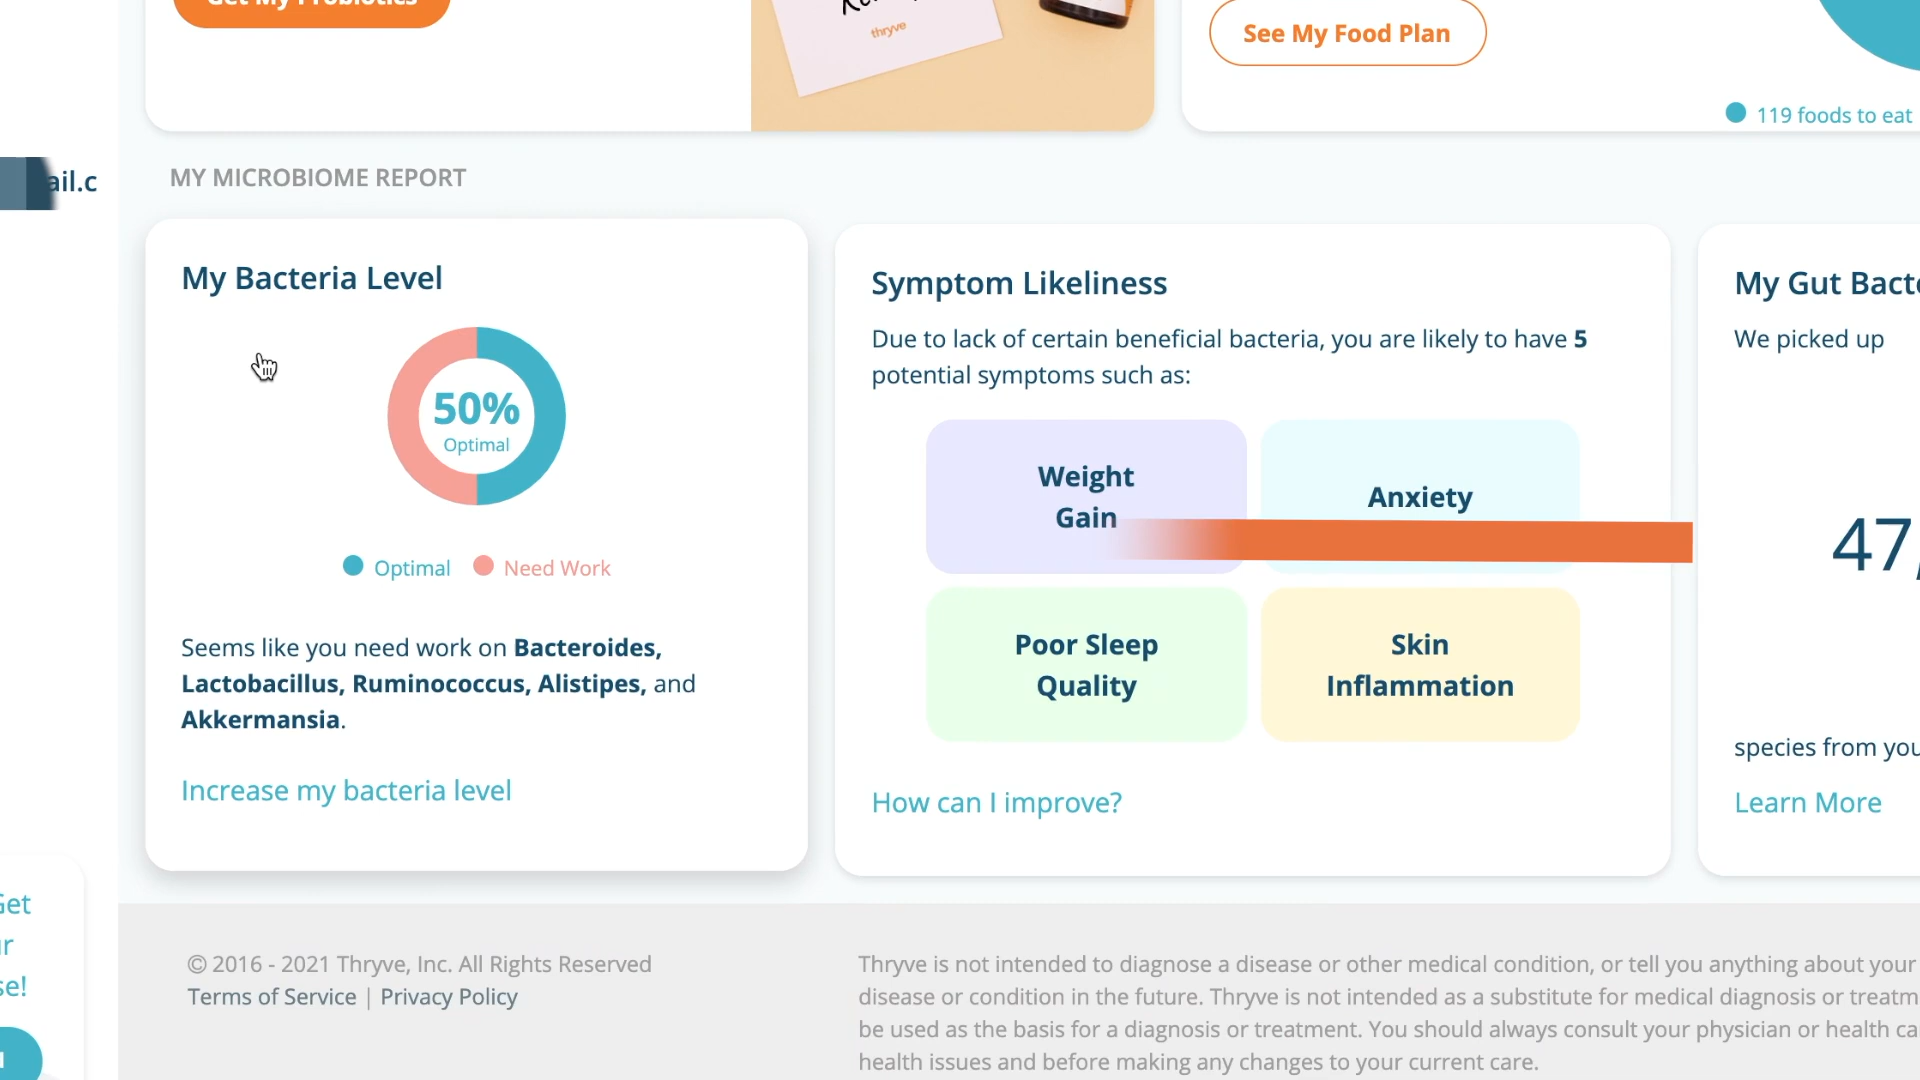 Get My Probiotics
thryve
See My Food Plan
119 foods to eat
ail.c
MY MICROBIOME REPORT
My Bacteria Level
50%
Optimal
Optimal
Need Work
Seems like you need work on Bacteroides,
Lactobacillus, Ruminococcus, Alistipes, and
Akkermansia.
Increase my bacteria level
Symptom Likeliness
Due to lack of certain beneficial bacteria, you are likely to have 5
potential symptoms such as:
Weight
Gain
Anxiety
Poor Sleep
Quality
Skin
Inflammation
How can I improve?
My Gut Bact
We picked up
47,
species from you
Learn More
Get
ur
se!
© 2016 - 2021 Thryve, Inc. All Rights Reserved
Terms of Service | Privacy Policy
Thryve is not intended to diagnose a disease or other medical condition, or tell you anything about your
disease or condition in the future. Thryve is not intended as a substitute for medical diagnosis or treatm
be used as the basis for a diagnosis or treatment. You should always consult your physician or health ca
health issues and before making any changes to your current care.